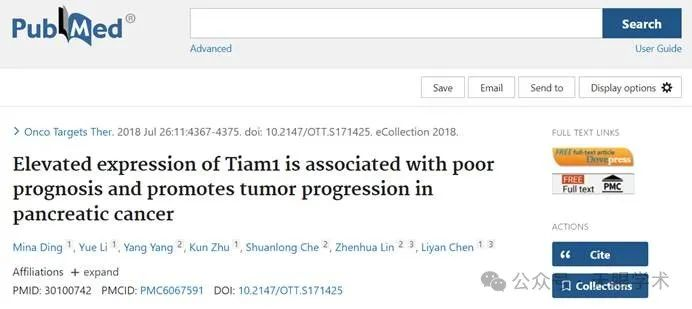 PubMed®
Search
Advanced
User Guide
Save
Email
Send to
Display options
> Onco Targets Ther. 2018 Jul 26:11:4367-4375. doi: 10.2147/OTT.S171425. eCollection 2018.
Elevated expression of Tiam1 is associated with poor
prognosis and promotes tumor progression in
pancreatic cancer
Mina Ding 1, Yue Li 1, Yang Yang 2, Kun Zhu 1, Shuanlong Che 2, Zhenhua Lin 2 3, Liyan Chen 1 3
Affiliations + expand
PMID: 30100742 PMCID: PMC6067591 DOI: 10.2147/OTT.S171425
FULL TEXT LINKS
FREE full-text article
Dovepress
FREE
Full text
PMC
ACTIONS
Cite
Collections
公众号 · 天眼学术